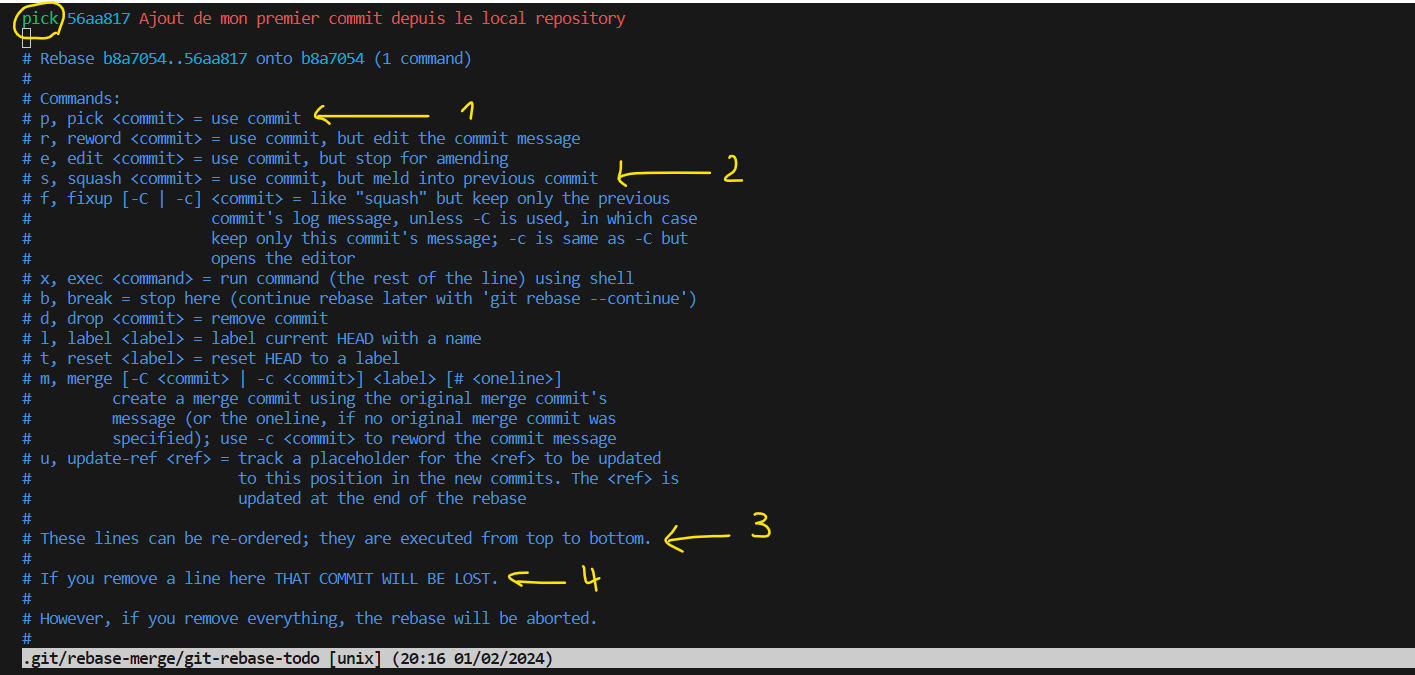 pick 56aa817 Ajout de mon premier commit depuis le local repository
# Rebase b8a7054..56aa817 onto b8a7054 (1 command)
#
# Commands:
# p, pick <commit> = use commit 1
# r, reword <commit> = use commit, but edit the commit message
# e, edit <commit> = use commit, but stop for amending
# s, squash <commit> = use commit, but meld into previous commit 2
# f, fixup [-C | -c] <commit> = like "squash" but keep only the previous
# commit's log message, unless -C is used, in which case
# keep only this commit's message; -c is same as -C but
# opens the editor
# x, exec <command> = run command (the rest of the line) using shell
# b, break = stop here (continue rebase later with 'git rebase --continue')
# d, drop <commit> = remove commit
# l, label <label> = label current HEAD with a name
# t, reset <label> = reset HEAD to a label
# m, merge [-C <commit> | -c <commit>] <label> [# <oneline>]
# create a merge commit using the original merge commit's
# message (or the oneline, if no original merge commit was
# specified); use -c <commit> to reword the commit message
# u, update-ref <ref> = track a placeholder for the <ref> to be updated
# to this position in the new commits. The <ref> is
# updated at the end of the rebase
#
# These lines can be re-ordered; they are executed from top to bottom. 3
#
# If you remove a line here THAT COMMIT WILL BE LOST. 4
#
# However, if you remove everything, the rebase will be aborted.
#
.git/rebase-merge/git-rebase-todo [unix] (20:16 01/02/2024)